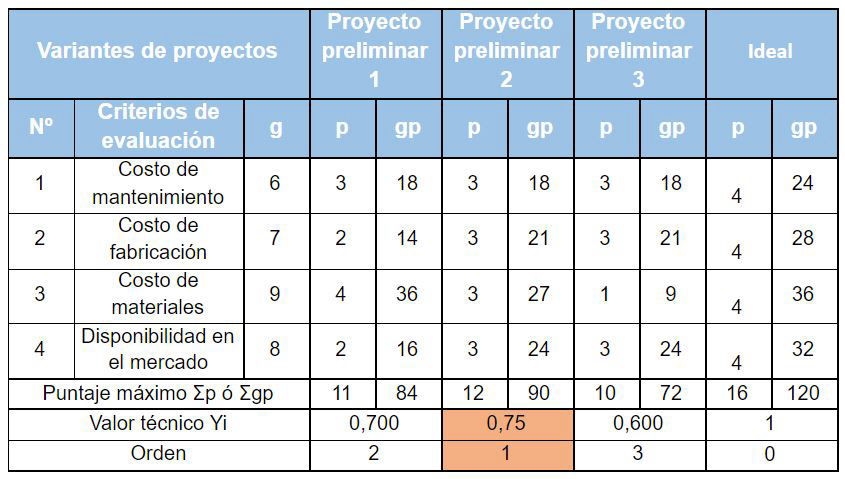 Variantes de proyectos Proyecto preliminar 1 Proyecto preliminar 2 Proyecto preliminar 3 Ideal
Nº Criterios de evaluación g p gp p gp p gp p gp
1 Costo de mantenimiento 6 3 18 3 18 3 18 4 24
2 Costo de fabricación 7 2 14 3 21 3 21 4 28
3 Costo de materiales 9 4 36 3 27 1 9 4 36
4 Disponibilidad en el mercado 8 2 16 3 24 3 24 4 32
Puntaje máximo Σp ó Σgp 11 84 12 90 10 72 16 120
Valor técnico Yi 0,700 0,75 0,600 1
Orden 2 1 3 0